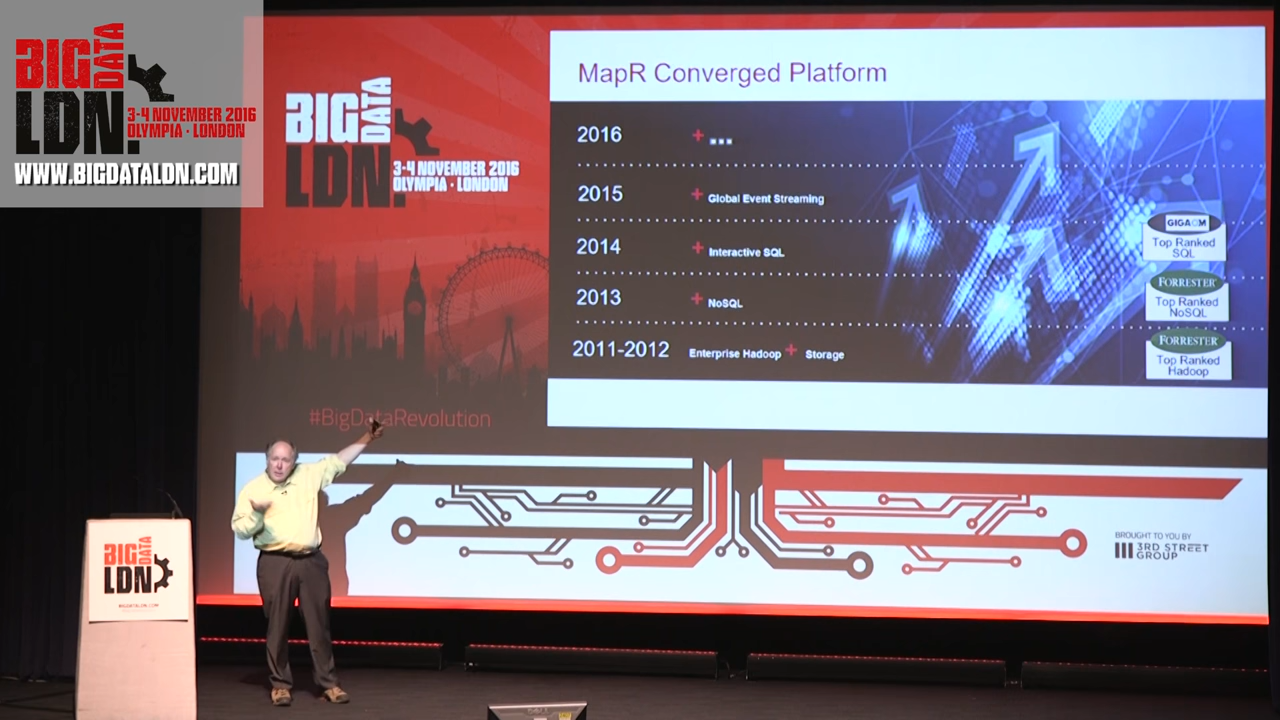 BIG DATA
LDN.
3-4 NOVEMBER 2016
OLYMPIA · LONDON
WWW.BIGDATALDN.COM
BIG DATA
LDN.
3-4 NOVEMBER 2016
OLYMPIA · LONDON
#BigDataRevolution
MapR Converged Platform
2016 + ...
2015 + Global Event Streaming
2014 + Interactive SQL
2013 + NoSQL
2011-2012 Enterprise Hadoop + Storage
GIGAOM
Top Ranked
SQL
FORRESTER
Top Ranked
NoSQL
FORRESTER
Top Ranked
Hadoop
BROUGHT TO YOU BY
3RD STREET
GROUP
BIG DATA
LDN
BIGDATALDN.COM